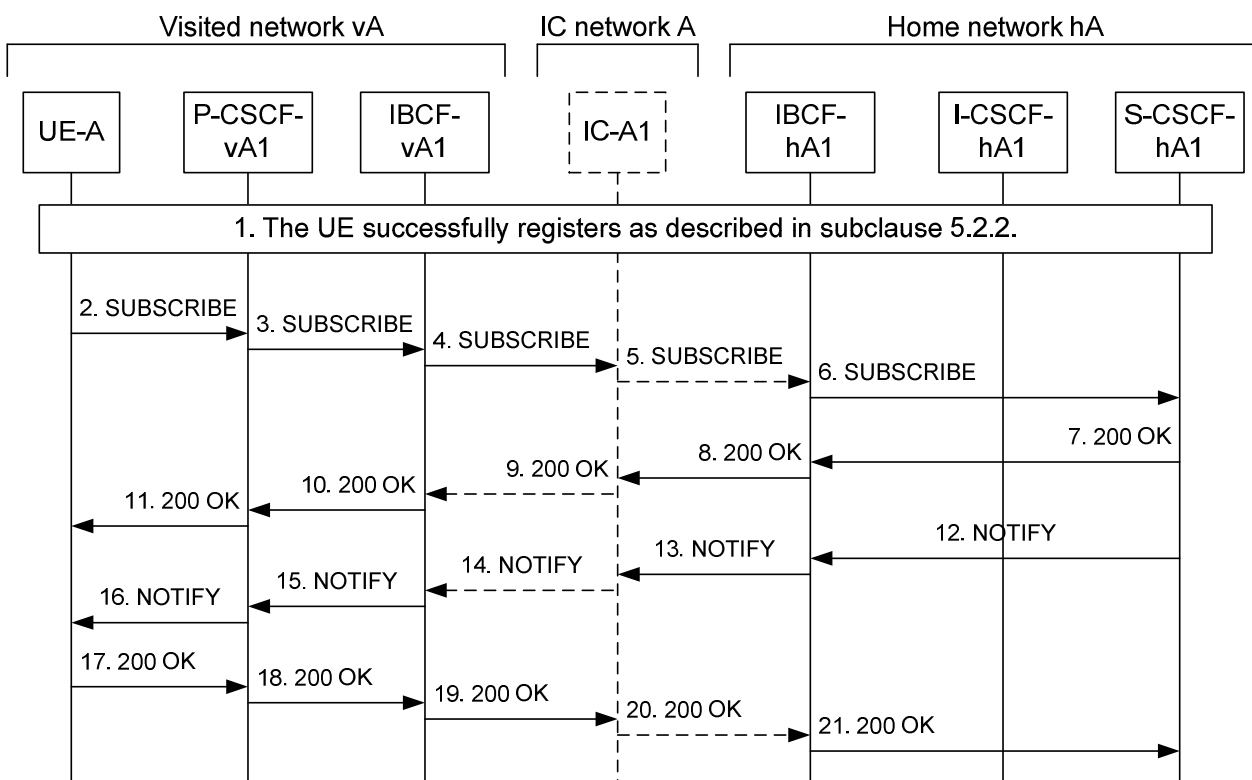 Visited network vA
IC network A
Home network hA
UE-A
P-CSCF-
vA1
IBCF-
vA1
IC-A1
IBCF-
hA1
I-CSCF-
hA1
S-CSCF-
hA1
1. The UE successfully registers as described in subclause 5.2.2.
2. SUBSCRIBE
3. SUBSCRIBE
4. SUBSCRIBE
5. SUBSCRIBE
6. SUBSCRIBE
7. 200 OK
8. 200 OK
9. 200 OK
10. 200 OK
11. 200 OK
12. NOTIFY
13. NOTIFY
14. NOTIFY
15. NOTIFY
16. NOTIFY
17. 200 OK
18. 200 OK
19. 200 OK
20. 200 OK
21. 200 OK